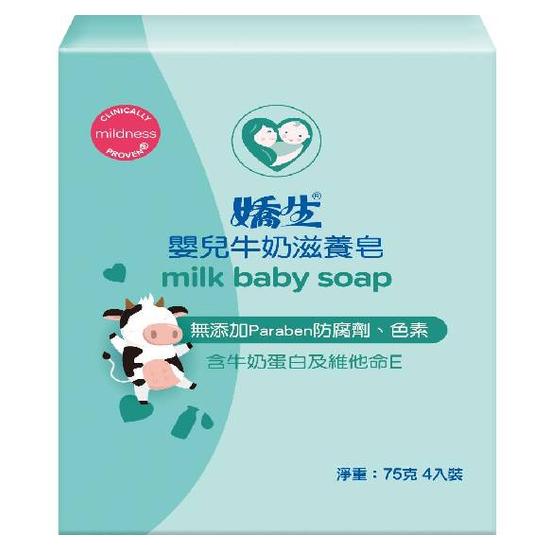 CLINICALLY
mildness
PROVEN®
嬌生®
嬰兒牛奶滋養皂
milk baby soap
無添加Paraben防腐劑、色素
含牛奶蛋白及維他命E
淨重：75克 4入裝